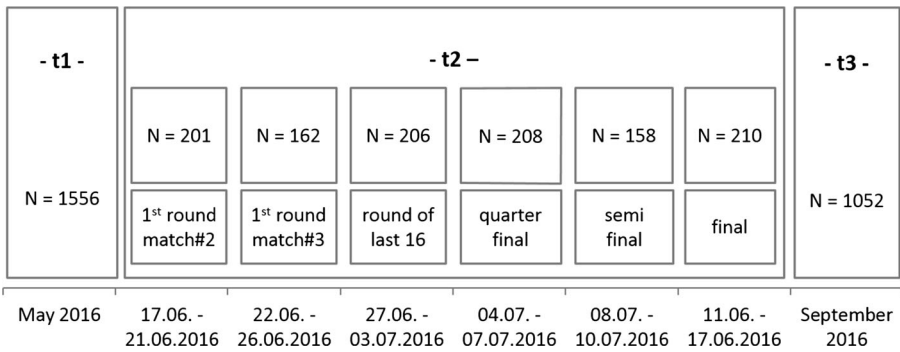 - t1 -
- t2 –
- t3 -
N = 201
N = 162
N = 206
N = 208
N = 158
N = 210
N = 1556
N = 1052
1st round
match#2
1st round
match#3
round of
last 16
quarter
final
semi
final
final
May 2016
17.06. -
21.06.2016
22.06. -
26.06.2016
27.06. -
03.07.2016
04.07. -
07.07.2016
08.07. -
10.07.2016
11.06. -
17.06.2016
September
2016